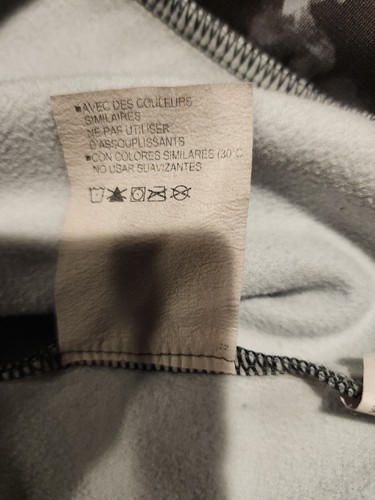 ■AVEC DES COULEURS
SIMILAIRES
NE PAS UTILISER
D'ASSOUPLISSANTS
■CON COLORES SIMILARES (30°C
NO USAR SUAVIZANTES